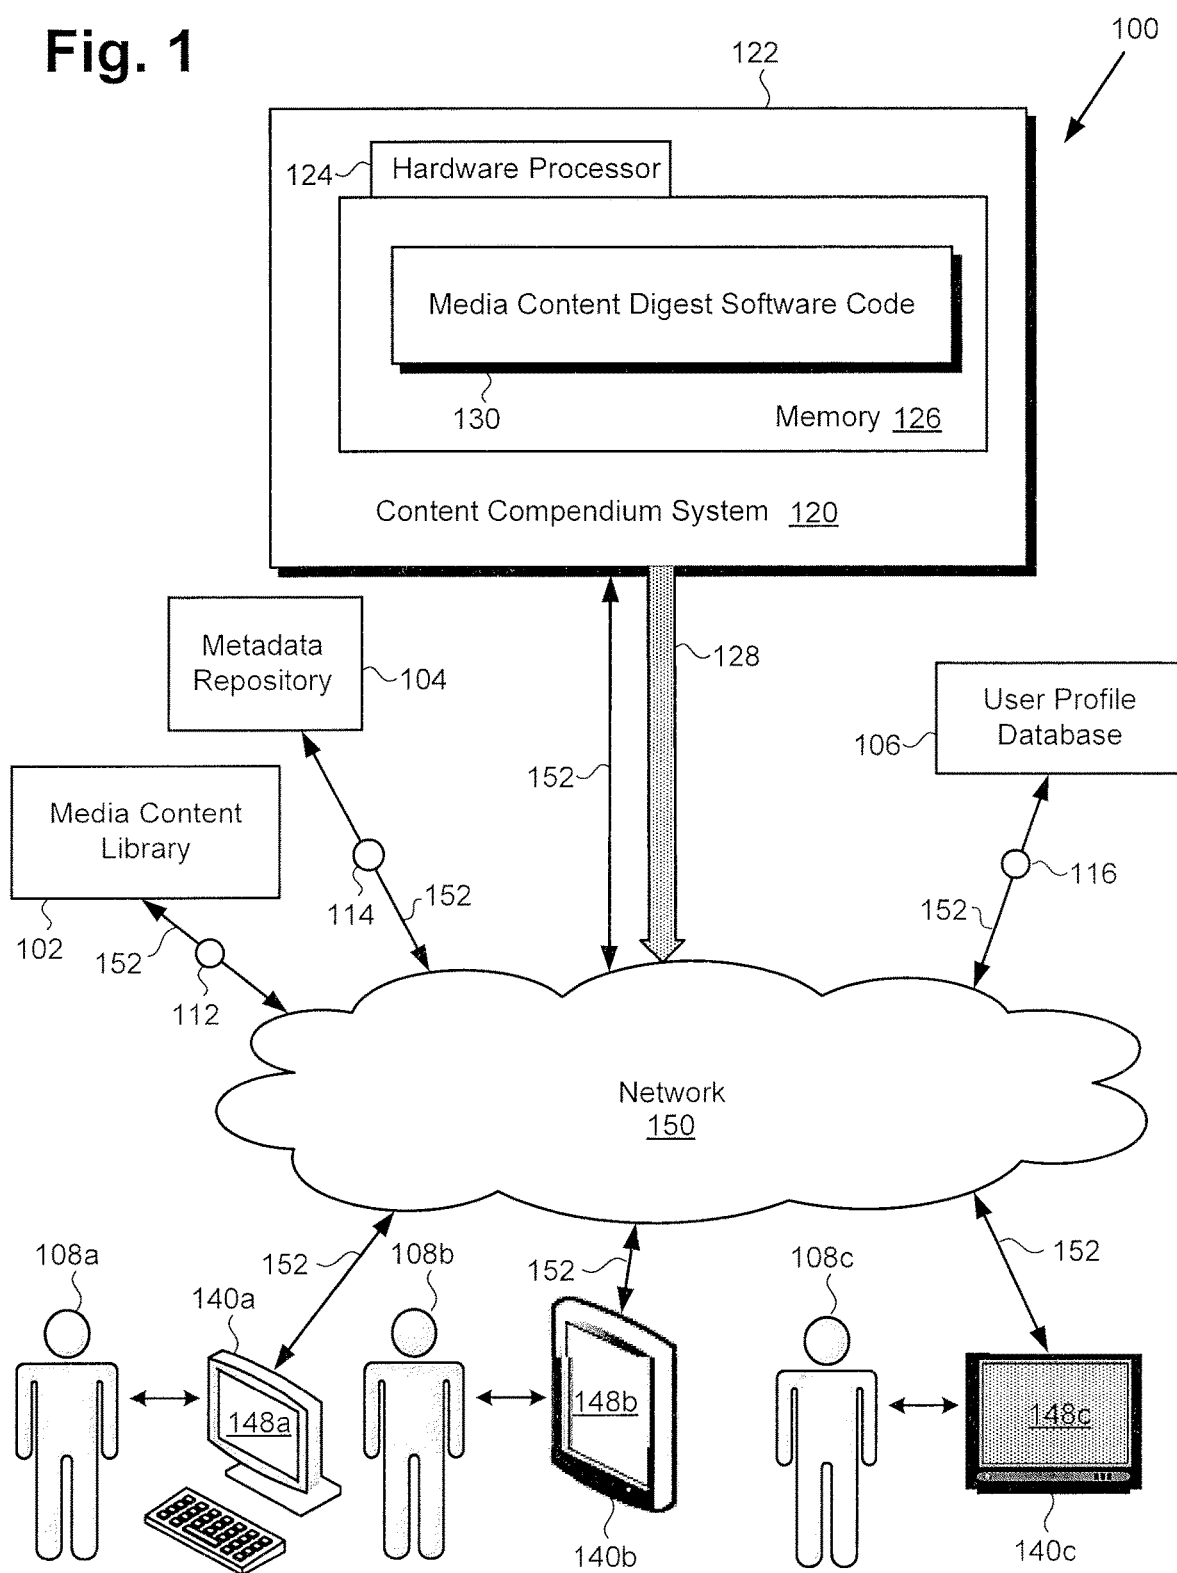 Fig. 1
100
122
124
Hardware Processor
Media Content Digest Software Code
130
Memory 126
Content Compendium System 120
Metadata
Repository
104
128
User Profile
Database
106
152
Media Content
Library
102
152
112
114
152
116
152
Network
150
108a
140a
152
108b
152
108c
152
148a
148b
148c
140b
140c